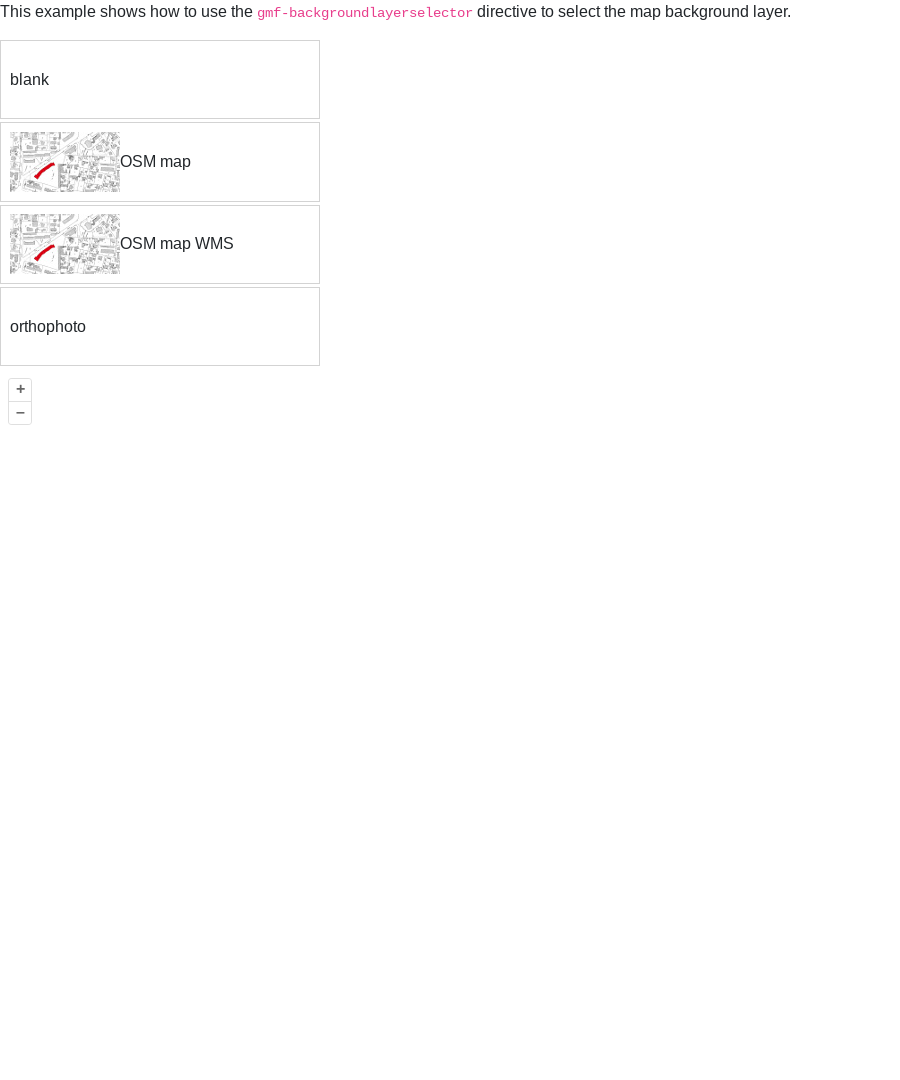 This example shows how to use the gmf-backgroundlayerselector directive to select the map background layer.
blank
OSM map
OSM map WMS
orthophoto
+
−